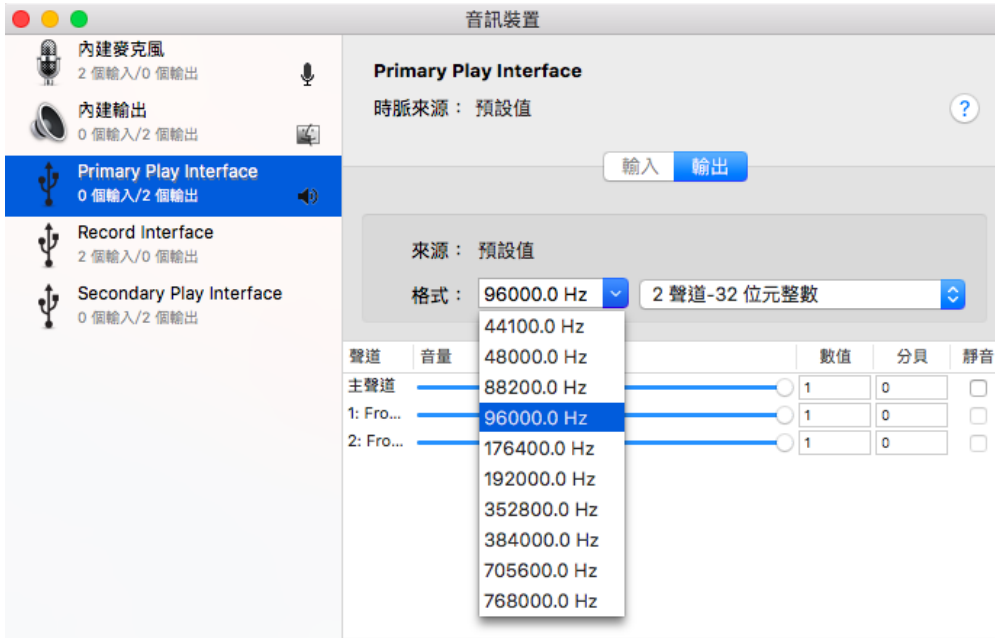 音訊裝置
內建麥克風
2 個輸入/0 個輸出
內建輸出
0 個輸入/2 個輸出
Primary Play Interface
0 個輸入/2 個輸出
Record Interface
2 個輸入/0 個輸出
Secondary Play Interface
0 個輸入/2 個輸出
Primary Play Interface
時脈來源： 預設值
?
輸入 輸出
來源： 預設值
格式： 96000.0 Hz 2 聲道-32 位元整數
44100.0 Hz
48000.0 Hz
88200.0 Hz
96000.0 Hz
176400.0 Hz
192000.0 Hz
352800.0 Hz
384000.0 Hz
705600.0 Hz
768000.0 Hz
聲道 音量 數值 分貝 靜音
主聲道 1 0
1: Fro... 1 0
2: Fro... 1 0